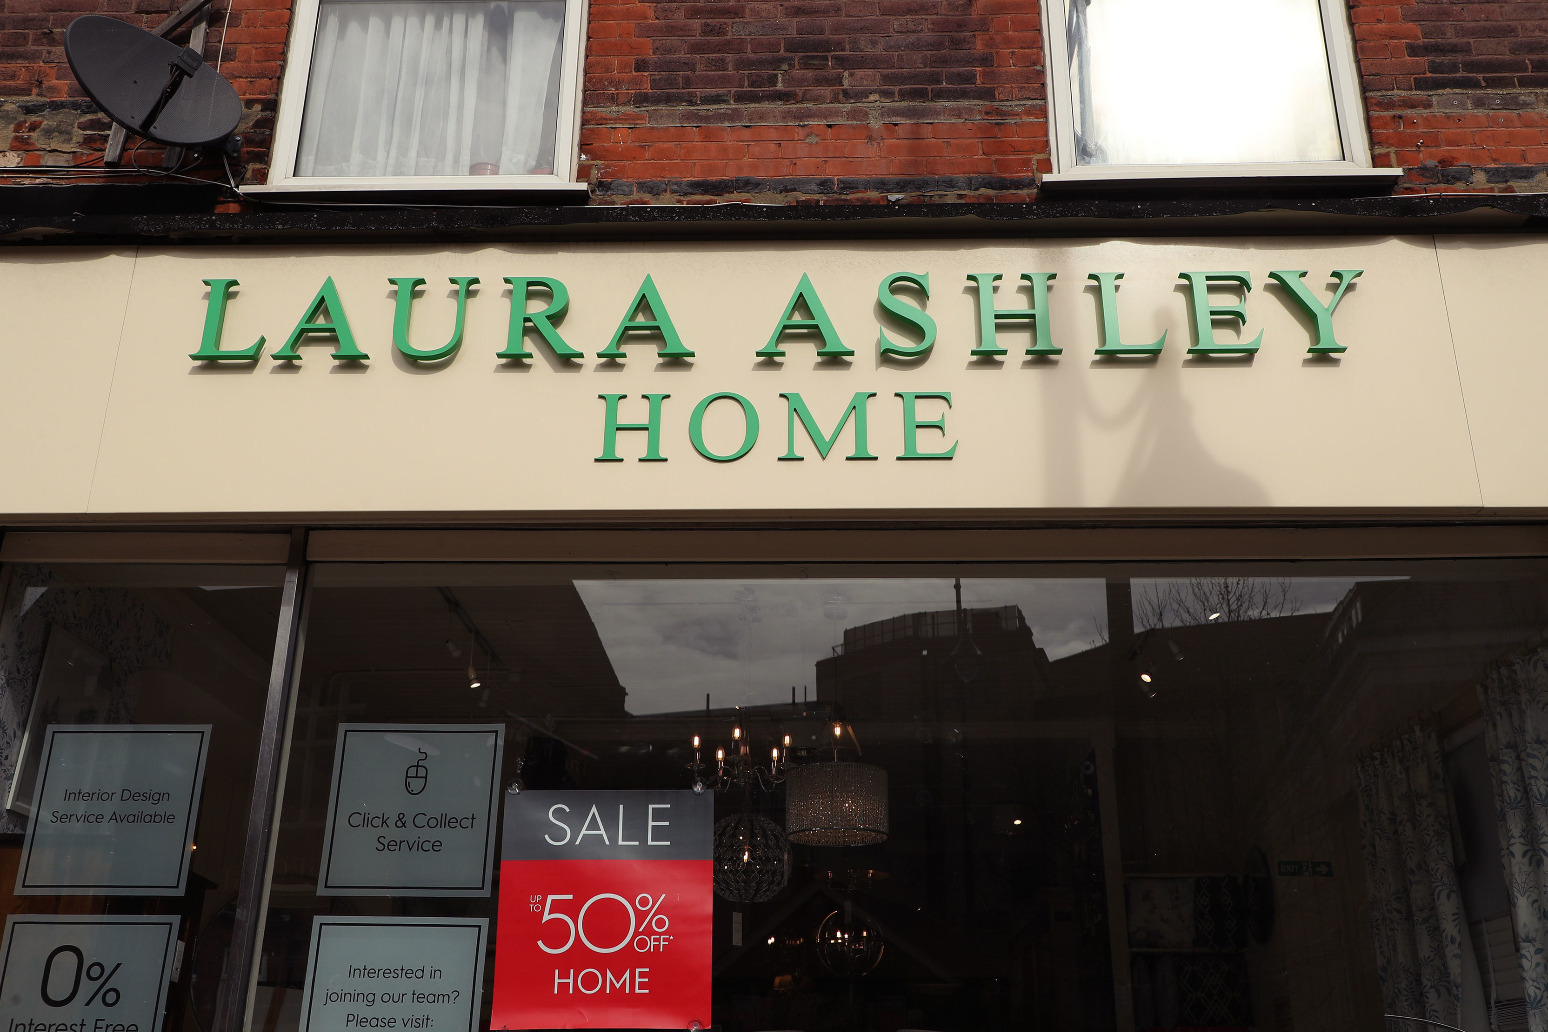 LAURA ASHLEY
HOME
Interior Design
Service Available
Click & Collect
Service
SALE
UP
TO
50%
OFF*
HOME
0%
Interest Free
Interested in
joining our team?
Please visit:
EXIT